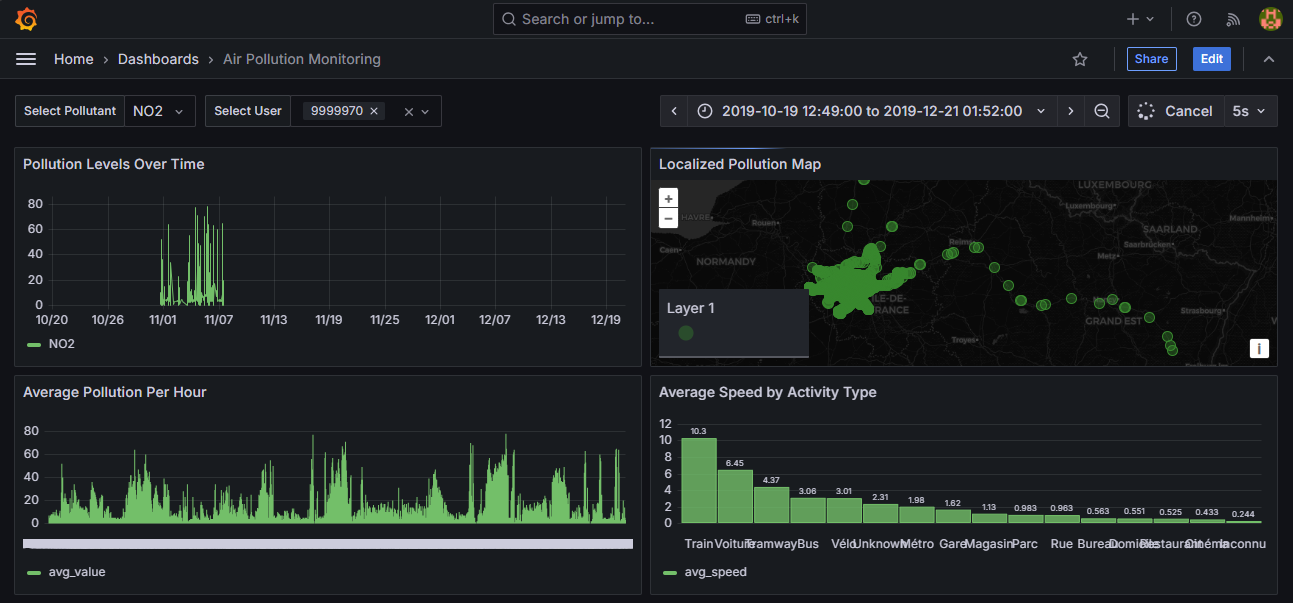 Search or jump to... ctrl+k
Home › Dashboards › Air Pollution Monitoring
Share
Edit
Select Pollutant NO2
Select User 9999970
2019-10-19 12:49:00 to 2019-12-21 01:52:00
Cancel 5s
Pollution Levels Over Time
80
60
40
20
0
10/20 10/26 11/01 11/07 11/13 11/19 11/25 12/01 12/07 12/13 12/19
NO2
Localized Pollution Map
+
−
LUXEMBOURG
Luxembourg
HAVRE
Rouen
Mannheim
SAARLAND
Caen
Reims
Saarbrücken
NORMANDY
Metz
ÎLE-DE-
FRANCE
Strasbourg
GRAND EST
Troyes
Layer 1
i
Average Pollution Per Hour
80
60
40
20
0
avg_value
Average Speed by Activity Type
12
10
8
6
4
2
0
10.3 6.45 4.37 3.06 3.01 2.31 1.98 1.62 1.13 0.983 0.963 0.563 0.551 0.525 0.433 0.244
Train Voiture Tramway Bus Vélo Unknown Métro Gare Magasin Parc Rue Bureau Domicile Restaurant Cinéma Inconnu
avg_speed